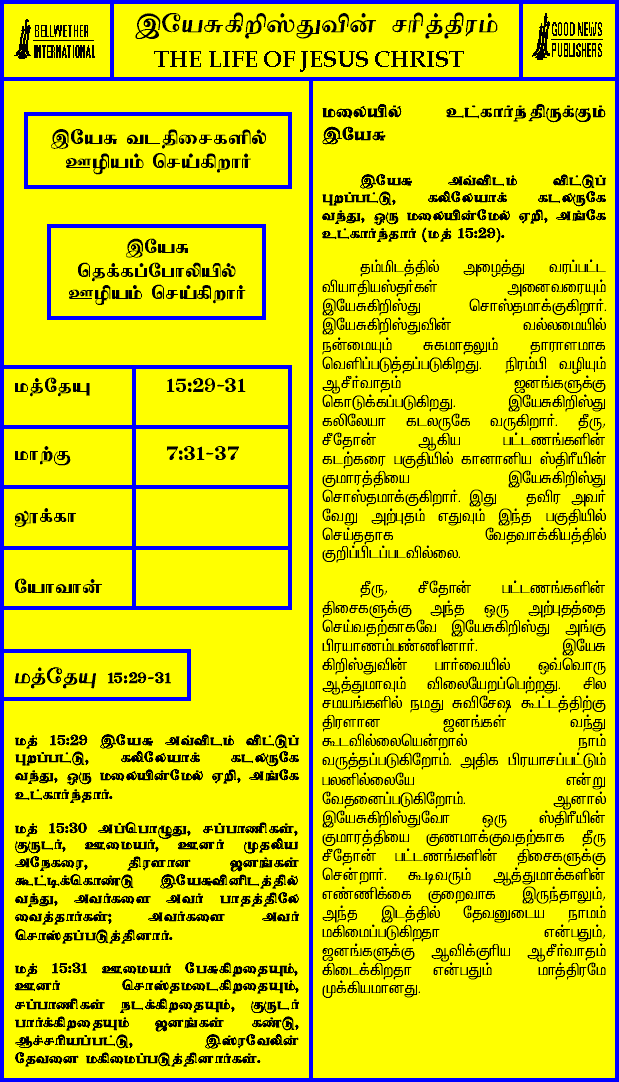 BELLWETHER
INTERNATIONAL
இயேசுகிறிஸ்துவின் சரித்திரம்
THE LIFE OF JESUS CHRIST
GOOD NEWS
PUBLISHERS
இயேசு வடதிசைகளில்
ஊழியம் செய்கிறார்
இயேசு
தெக்கப்போலியில்
ஊழியம் செய்கிறார்
மத்தேயு 15:29-31
மாற்கு 7:31-37
லூக்கா
யோவான்
மத்தேயு 15:29-31
மத் 15:29 இயேசு அவ்விடம் விட்டுப்
புறப்பட்டு, கலிலேயாக் கடலருகே
வந்து, ஒரு மலையின்மேல் ஏறி, அங்கே
உட்கார்ந்தார்.
மத் 15:30 அப்பொழுது, சப்பாணிகள்,
குருடர், ஊமையர், ஊனர் முதலிய
அநேகரை, திரளான ஜனங்கள்
கூட்டிக்கொண்டு இயேசுவினிடத்தில்
வந்து, அவர்களை அவர் பாதத்திலே
வைத்தார்கள்; அவர்களை அவர்
சொஸ்தப்படுத்தினார்.
மத் 15:31 ஊமையர் பேசுகிறதையும்,
ஊனர் சொஸ்தமடைகிறதையும்,
சப்பாணிகள் நடக்கிறதையும், குருடர்
பார்க்கிறதையும் ஜனங்கள் கண்டு,
ஆச்சரியப்பட்டு, இஸ்ரவேலின்
தேவனை மகிமைப்படுத்தினார்கள்.
மலையில் உட்கார்ந்திருக்கும்
இயேசு
இயேசு அவ்விடம் விட்டுப்
புறப்பட்டு, கலிலேயாக் கடலருகே
வந்து, ஒரு மலையின்மேல் ஏறி, அங்கே
உட்கார்ந்தார் (மத் 15:29).
தம்மிடத்தில் அழைத்து வரப்பட்ட
வியாதியஸ்தர்கள் அனைவரையும்
இயேசுகிறிஸ்து சொஸ்தமாக்குகிறார்.
இயேசுகிறிஸ்துவின் வல்லமையில்
நன்மையும் சுகமாதலும் தாராளமாக
வெளிப்படுத்தப்படுகிறது. நிரம்பி வழியும்
ஆசீர்வாதம் ஜனங்களுக்கு
கொடுக்கப்படுகிறது. இயேசுகிறிஸ்து
கலிலேயா கடலருகே வருகிறார். தீரு,
சீதோன் ஆகிய பட்டணங்களின்
கடற்கரை பகுதியில் கானானிய ஸ்திரீயின்
குமாரத்தியை இயேசுகிறிஸ்து
சொஸ்தமாக்குகிறார். இது தவிர அவர்
வேறு அற்புதம் எதுவும் இந்த பகுதியில்
செய்ததாக வேதவாக்கியத்தில்
குறிப்பிடப்படவில்லை.
தீரு, சீதோன் பட்டணங்களின்
திசைகளுக்கு அந்த ஒரு அற்புதத்தை
செய்வதற்காகவே இயேசுகிறிஸ்து அங்கு
பிரயாணம்பண்ணினார். இயேசு
கிறிஸ்துவின் பார்வையில் ஒவ்வொரு
ஆத்துமாவும் விலையேறப்பெற்றது. சில
சமயங்களில் நமது சுவிசேஷ கூட்டத்திற்கு
திரளான ஜனங்கள் வந்து
கூடவில்லையென்றால் நாம்
வருத்தப்படுகிறோம். அதிக பிரயாசப்பட்டும்
பலனில்லையே என்று
வேதனைப்படுகிறோம். ஆனால்
இயேசுகிறிஸ்துவோ ஒரு ஸ்திரீயின்
குமாரத்தியை குணமாக்குவதற்காக தீரு
சீதோன் பட்டணங்களின் திசைகளுக்கு
சென்றார். கூடிவரும் ஆத்துமாக்களின்
எண்ணிக்கை குறைவாக இருந்தாலும்,
அந்த இடத்தில் தேவனுடைய நாமம்
மகிமைப்படுகிறதா என்பதும்,
ஜனங்களுக்கு ஆவிக்குரிய ஆசீர்வாதம்
கிடைக்கிறதா என்பதும் மாத்திரமே
முக்கியமானது.